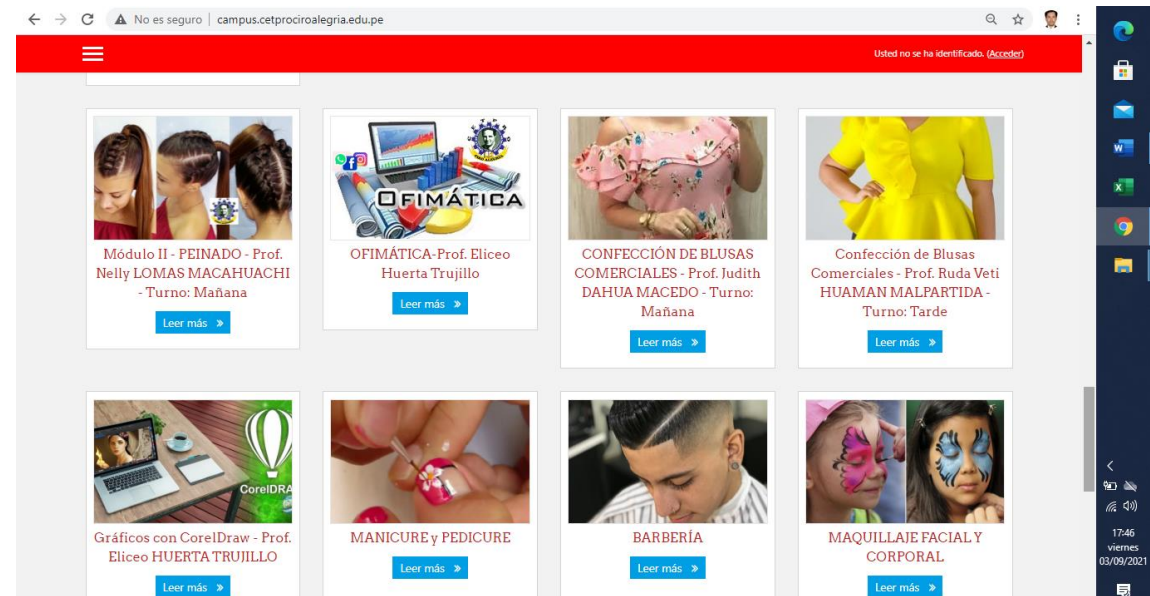 No es seguro | campus.cetprociroalegria.edu.pe
Usted no se ha identificado. (Acceder)
Módulo II - PEINADO - Prof.
Nelly LOMAS MACAHUACHI
- Turno: Mañana
Leer más »
OFIMÁTICA
OFIMÁTICA-Prof. Eliceo
Huerta Trujillo
Leer más »
CONFECCIÓN DE BLUSAS
COMERCIALES - Prof. Judith
DAHUA MACEDO - Turno:
Mañana
Leer más »
Confección de Blusas
Comerciales - Prof. Ruda Veti
HUAMAN MALPARTIDA -
Turno: Tarde
Leer más »
CorelDRA
Gráficos con CorelDraw - Prof.
Eliceo HUERTA TRUJILLO
Leer más »
MANICURE y PEDICURE
Leer más »
BARBERÍA
Leer más »
MAQUILLAJE FACIAL Y
CORPORAL
Leer más »
17:46
viernes
03/09/2021